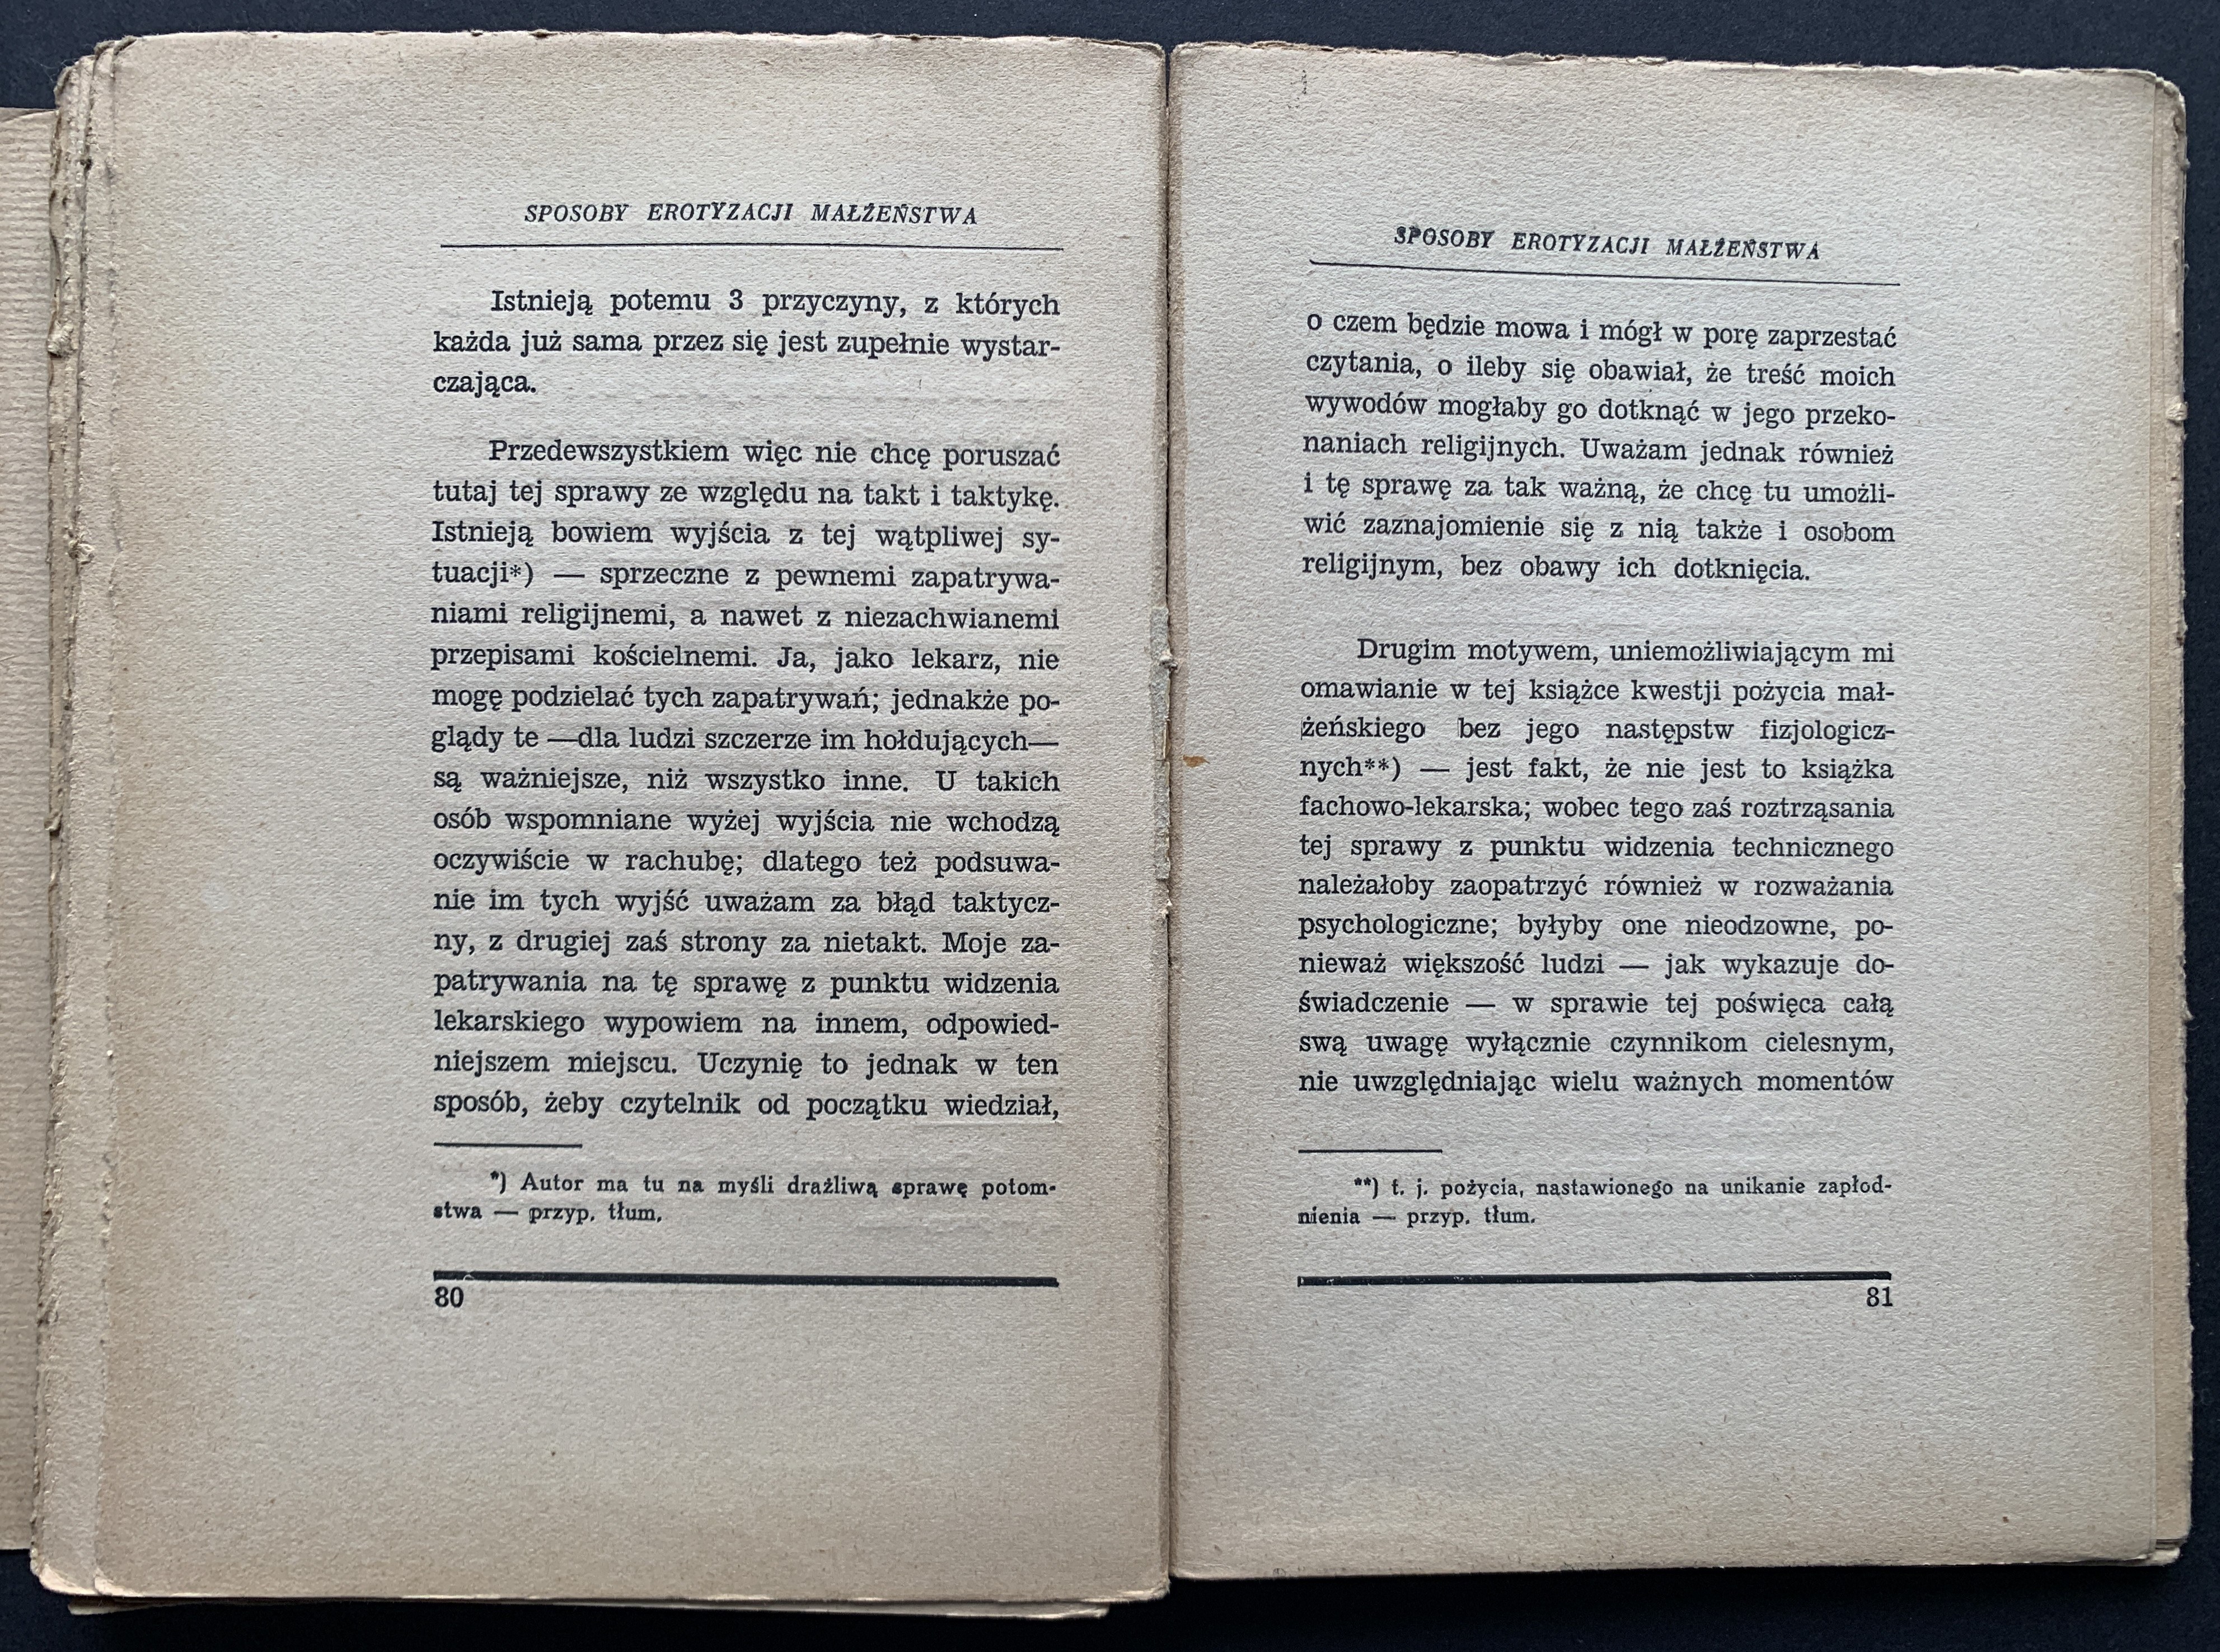 SPOSOBY EROTYZACJI MAŁŻEŃSTWA
Istnieją potemu 3 przyczyny, z których
każda już sama przez się jest zupełnie wystar-
czająca.
Przedewszystkiem więc nie chcę poruszać
tutaj tej sprawy ze względu na takt i taktykę.
Istnieją bowiem wyjścia z tej wątpliwej sy-
tuacji*) — sprzeczne z pewnemi zapatrywa-
niami religijnemi, a nawet z niezachwianemi
przepisami kościelnemi. Ja, jako lekarz, nie
mogę podzielać tych zapatrywań; jednakże po-
glądy te —dla ludzi szczerze im hołdujących—
są ważniejsze, niż wszystko inne. U takich
osób wspomniane wyżej wyjścia nie wchodzą
oczywiście w rachubę; dlatego też podsuwa-
nie im tych wyjść uważam za błąd taktycz-
ny, z drugiej zaś strony za nietakt. Moje za-
patrywania na tę sprawę z punktu widzenia
lekarskiego wypowiem na innem, odpowied-
niejszem miejscu. Uczynię to jednak w ten
sposób, żeby czytelnik od początku wiedział,
*) Autor ma tu na myśli drażliwą sprawę potom-
stwa — przyp. tłum.
80
SPOSOBY EROTYZACJI MAŁŻEŃSTWA
o czem będzie mowa i mógł w porę zaprzestać
czytania, o ileby się obawiał, że treść moich
wywodów mogłaby go dotknąć w jego przeko-
naniach religijnych. Uważam jednak również
i tę sprawę za tak ważną, że chcę tu umożli-
wić zaznajomienie się z nią także i osobom
religijnym, bez obawy ich dotknięcia.
Drugim motywem, uniemożliwiającym mi
omawianie w tej książce kwestji pożycia mał-
żeńskiego bez jego następstw fizjologicz-
nych**) — jest fakt, że nie jest to książka
fachowo-lekarska; wobec tego zaś roztrząsania
tej sprawy z punktu widzenia technicznego
należałoby zaopatrzyć również w rozważania
psychologiczne; byłyby one nieodzowne, po-
nieważ większość ludzi — jak wykazuje do-
świadczenie — w sprawie tej poświęca całą
swą uwagę wyłącznie czynnikom cielesnym,
nie uwzględniając wielu ważnych momentów
**) t. j. pożycia, nastawionego na unikanie zapłod-
nienia — przyp. tłum.
81